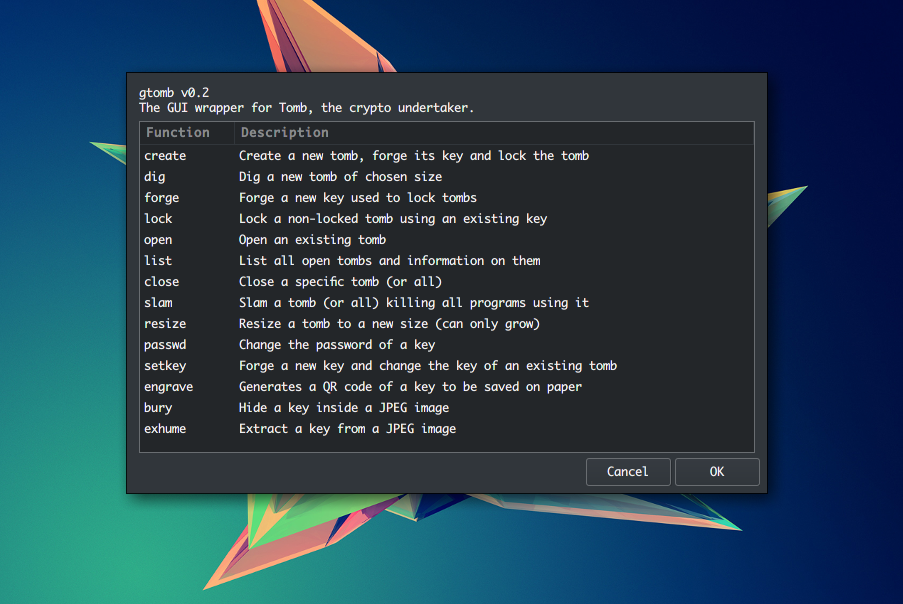 gtomb v0.2
The GUI wrapper for Tomb, the crypto undertaker.
Function Description
create Create a new tomb, forge its key and lock the tomb
dig Dig a new tomb of chosen size
forge Forge a new key used to lock tombs
lock Lock a non-locked tomb using an existing key
open Open an existing tomb
list List all open tombs and information on them
close Close a specific tomb (or all)
slam Slam a tomb (or all) killing all programs using it
resize Resize a tomb to a new size (can only grow)
passwd Change the password of a key
setkey Forge a new key and change the key of an existing tomb
engrave Generates a QR code of a key to be saved on paper
bury Hide a key inside a JPEG image
exhume Extract a key from a JPEG image
Cancel OK